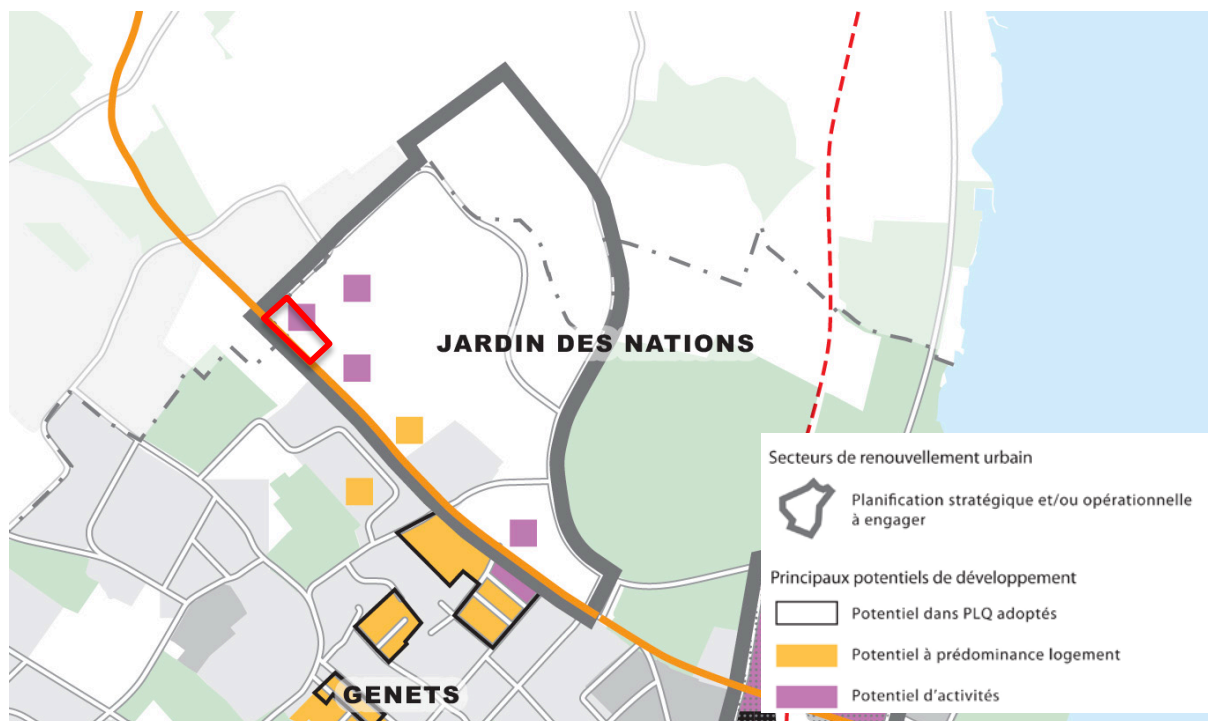 JARDIN DES NATIONS
GENETS
Secteurs de renouvellement urbain
Planification stratégique et/ou opérationnelle
à engager
Principaux potentiels de développement
Potentiel dans PLQ adoptés
Potentiel à prédominance logement
Potentiel d'activités